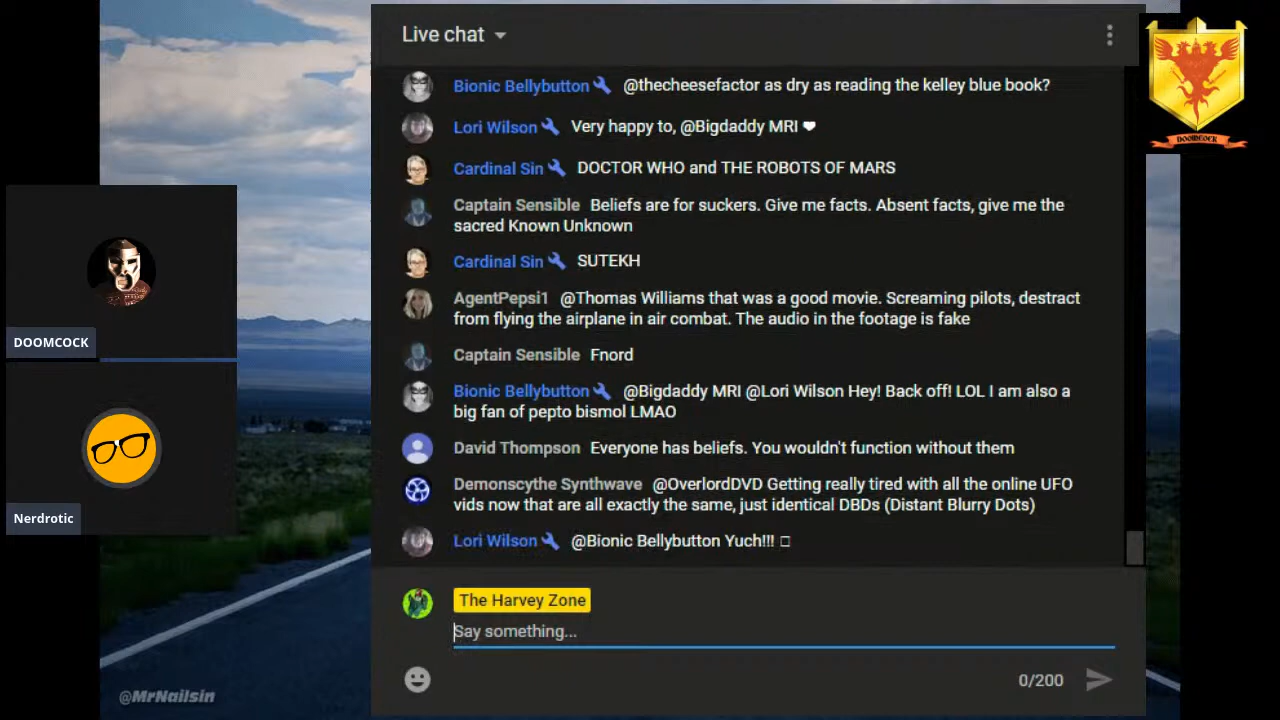 Live chat
DOOMCOCK
Bionic Bellybutton @thecheesefactor as dry as reading the kelley blue book?
Lori Wilson Very happy to, @Bigdaddy MRI ❤
Cardinal Sin DOCTOR WHO and THE ROBOTS OF MARS
Captain Sensible Beliefs are for suckers. Give me facts. Absent facts, give me the
sacred Known Unknown
Cardinal Sin SUTEKH
AgentPepsi1 @Thomas Williams that was a good movie. Screaming pilots, destract
from flying the airplane in air combat. The audio in the footage is fake
DOOMCOCK
Captain Sensible Fnord
Bionic Bellybutton @Bigdaddy MRI @Lori Wilson Hey! Back off! LOL I am also a
big fan of pepto bismol LMAO
David Thompson Everyone has beliefs. You wouldn't function without them
Demonscythe Synthwave @OverlordDVD Getting really tired with all the online UFO
vids now that are all exactly the same, just identical DBDs (Distant Blurry Dots)
Nerdrotic
Lori Wilson @Bionic Bellybutton Yuch!!! □
The Harvey Zone
Say something...
0/200
@MrNailsin